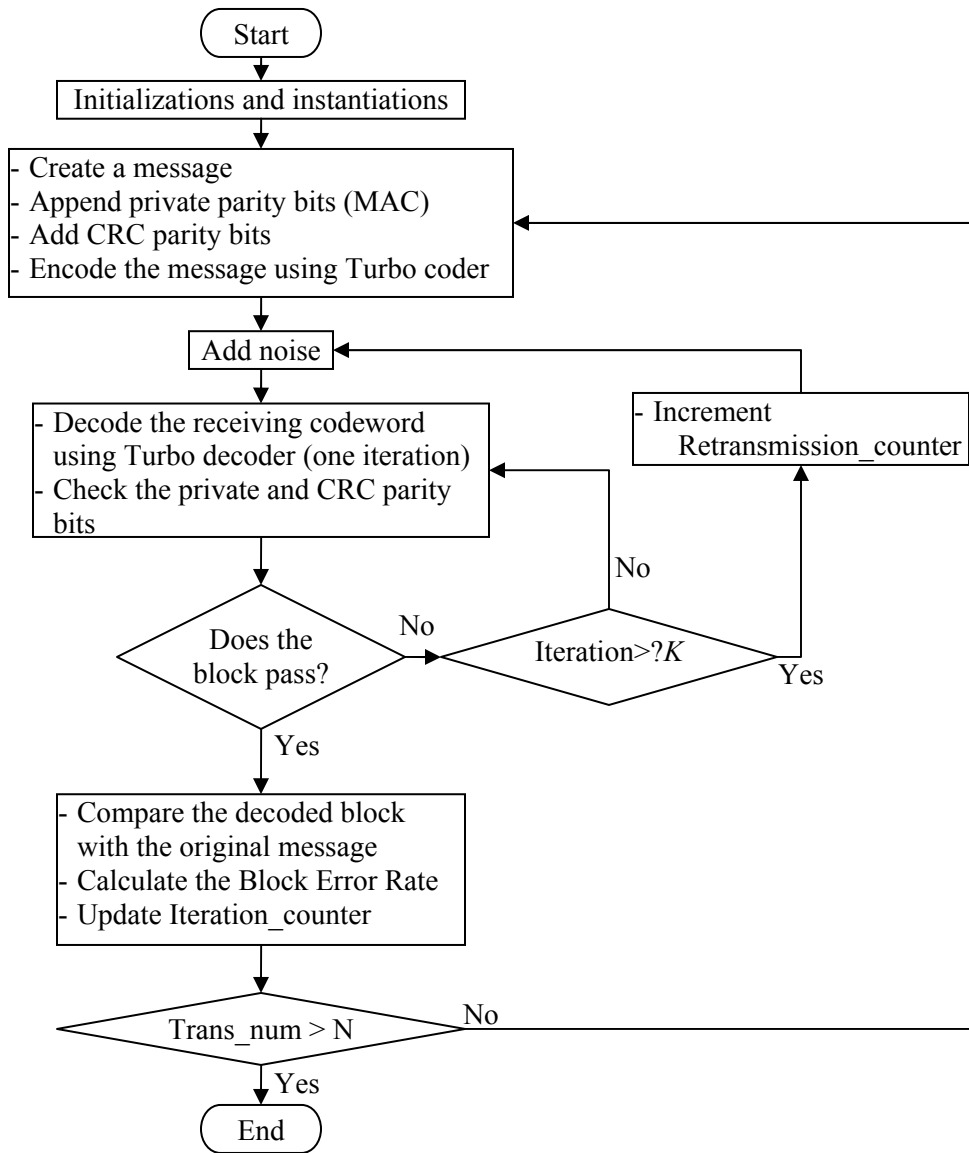 Start
Initializations and instantiations
- Create a message
- Append private parity bits (MAC)
- Add CRC parity bits
- Encode the message using Turbo coder
Add noise
- Increment
Retransmission_counter
- Decode the receiving codeword
using Turbo decoder (one iteration)
- Check the private and CRC parity
bits
No
Does the
block pass?
No
Iteration>?K
Yes
Yes
- Compare the decoded block
with the original message
- Calculate the Block Error Rate
- Update Iteration_counter
Trans_num > N
No
Yes
End